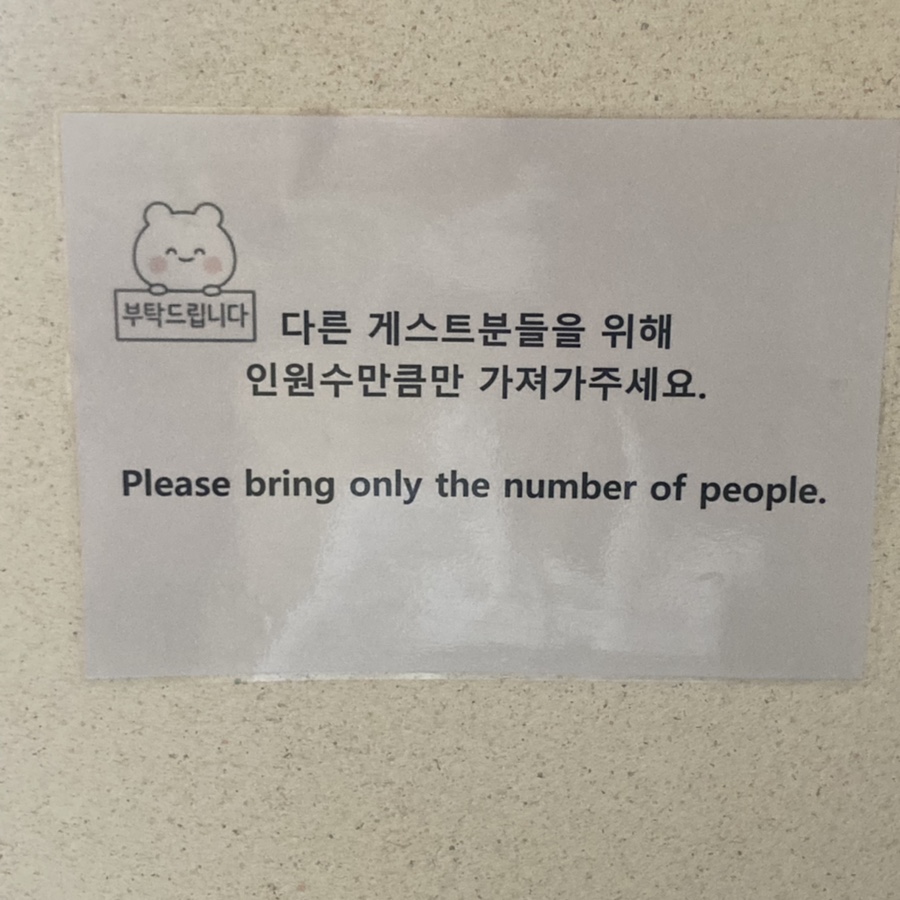 부탁드립니다
다른 게스트분들을 위해
인원수만큼만 가져가주세요.
Please bring only the number of people.